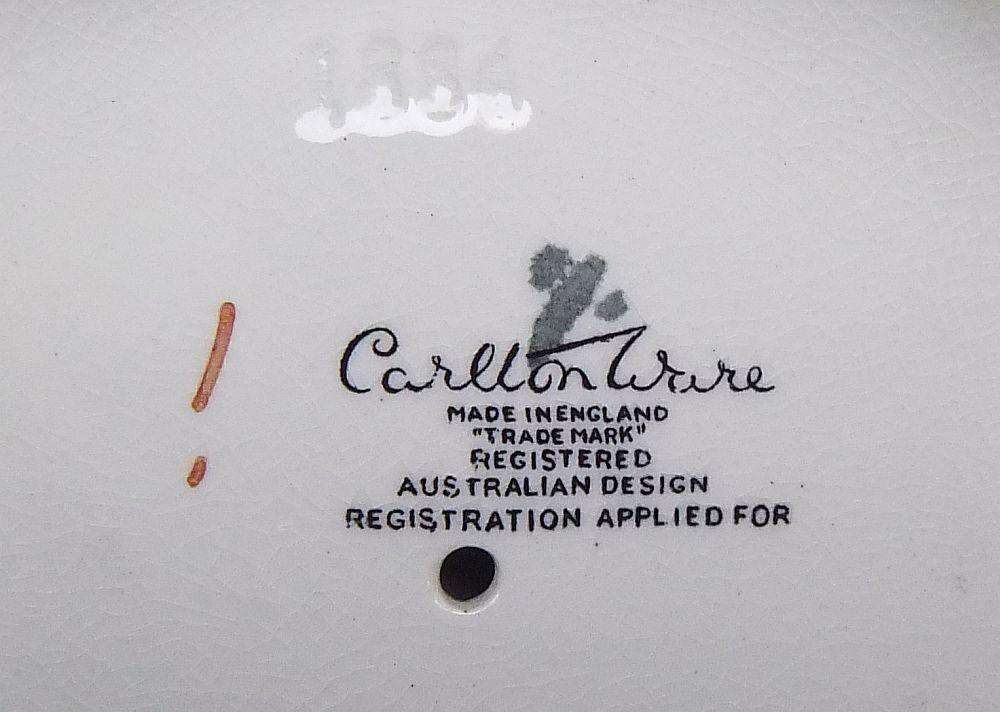 Carlton Ware
MADE IN ENGLAND
"TRADE MARK"
REGISTERED
AUSTRALIAN DESIGN
REGISTRATION APPLIED FOR